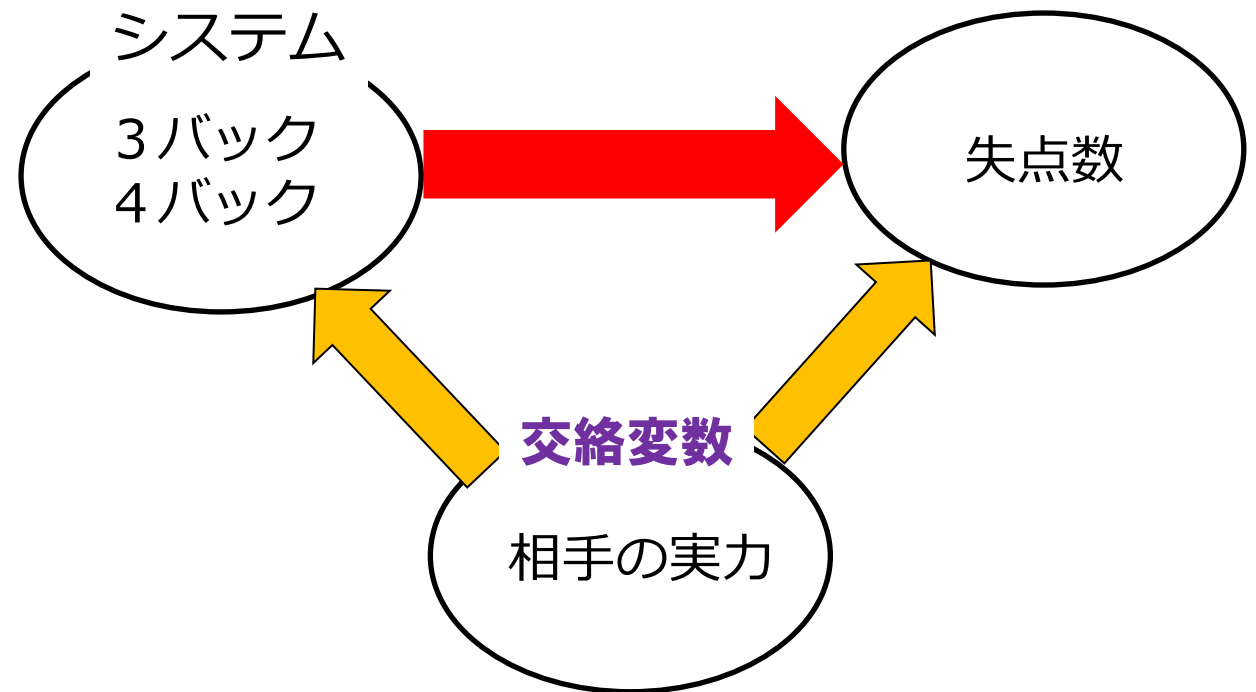 システム
３バック
４バック
失点数
交絡変数
相手の実力